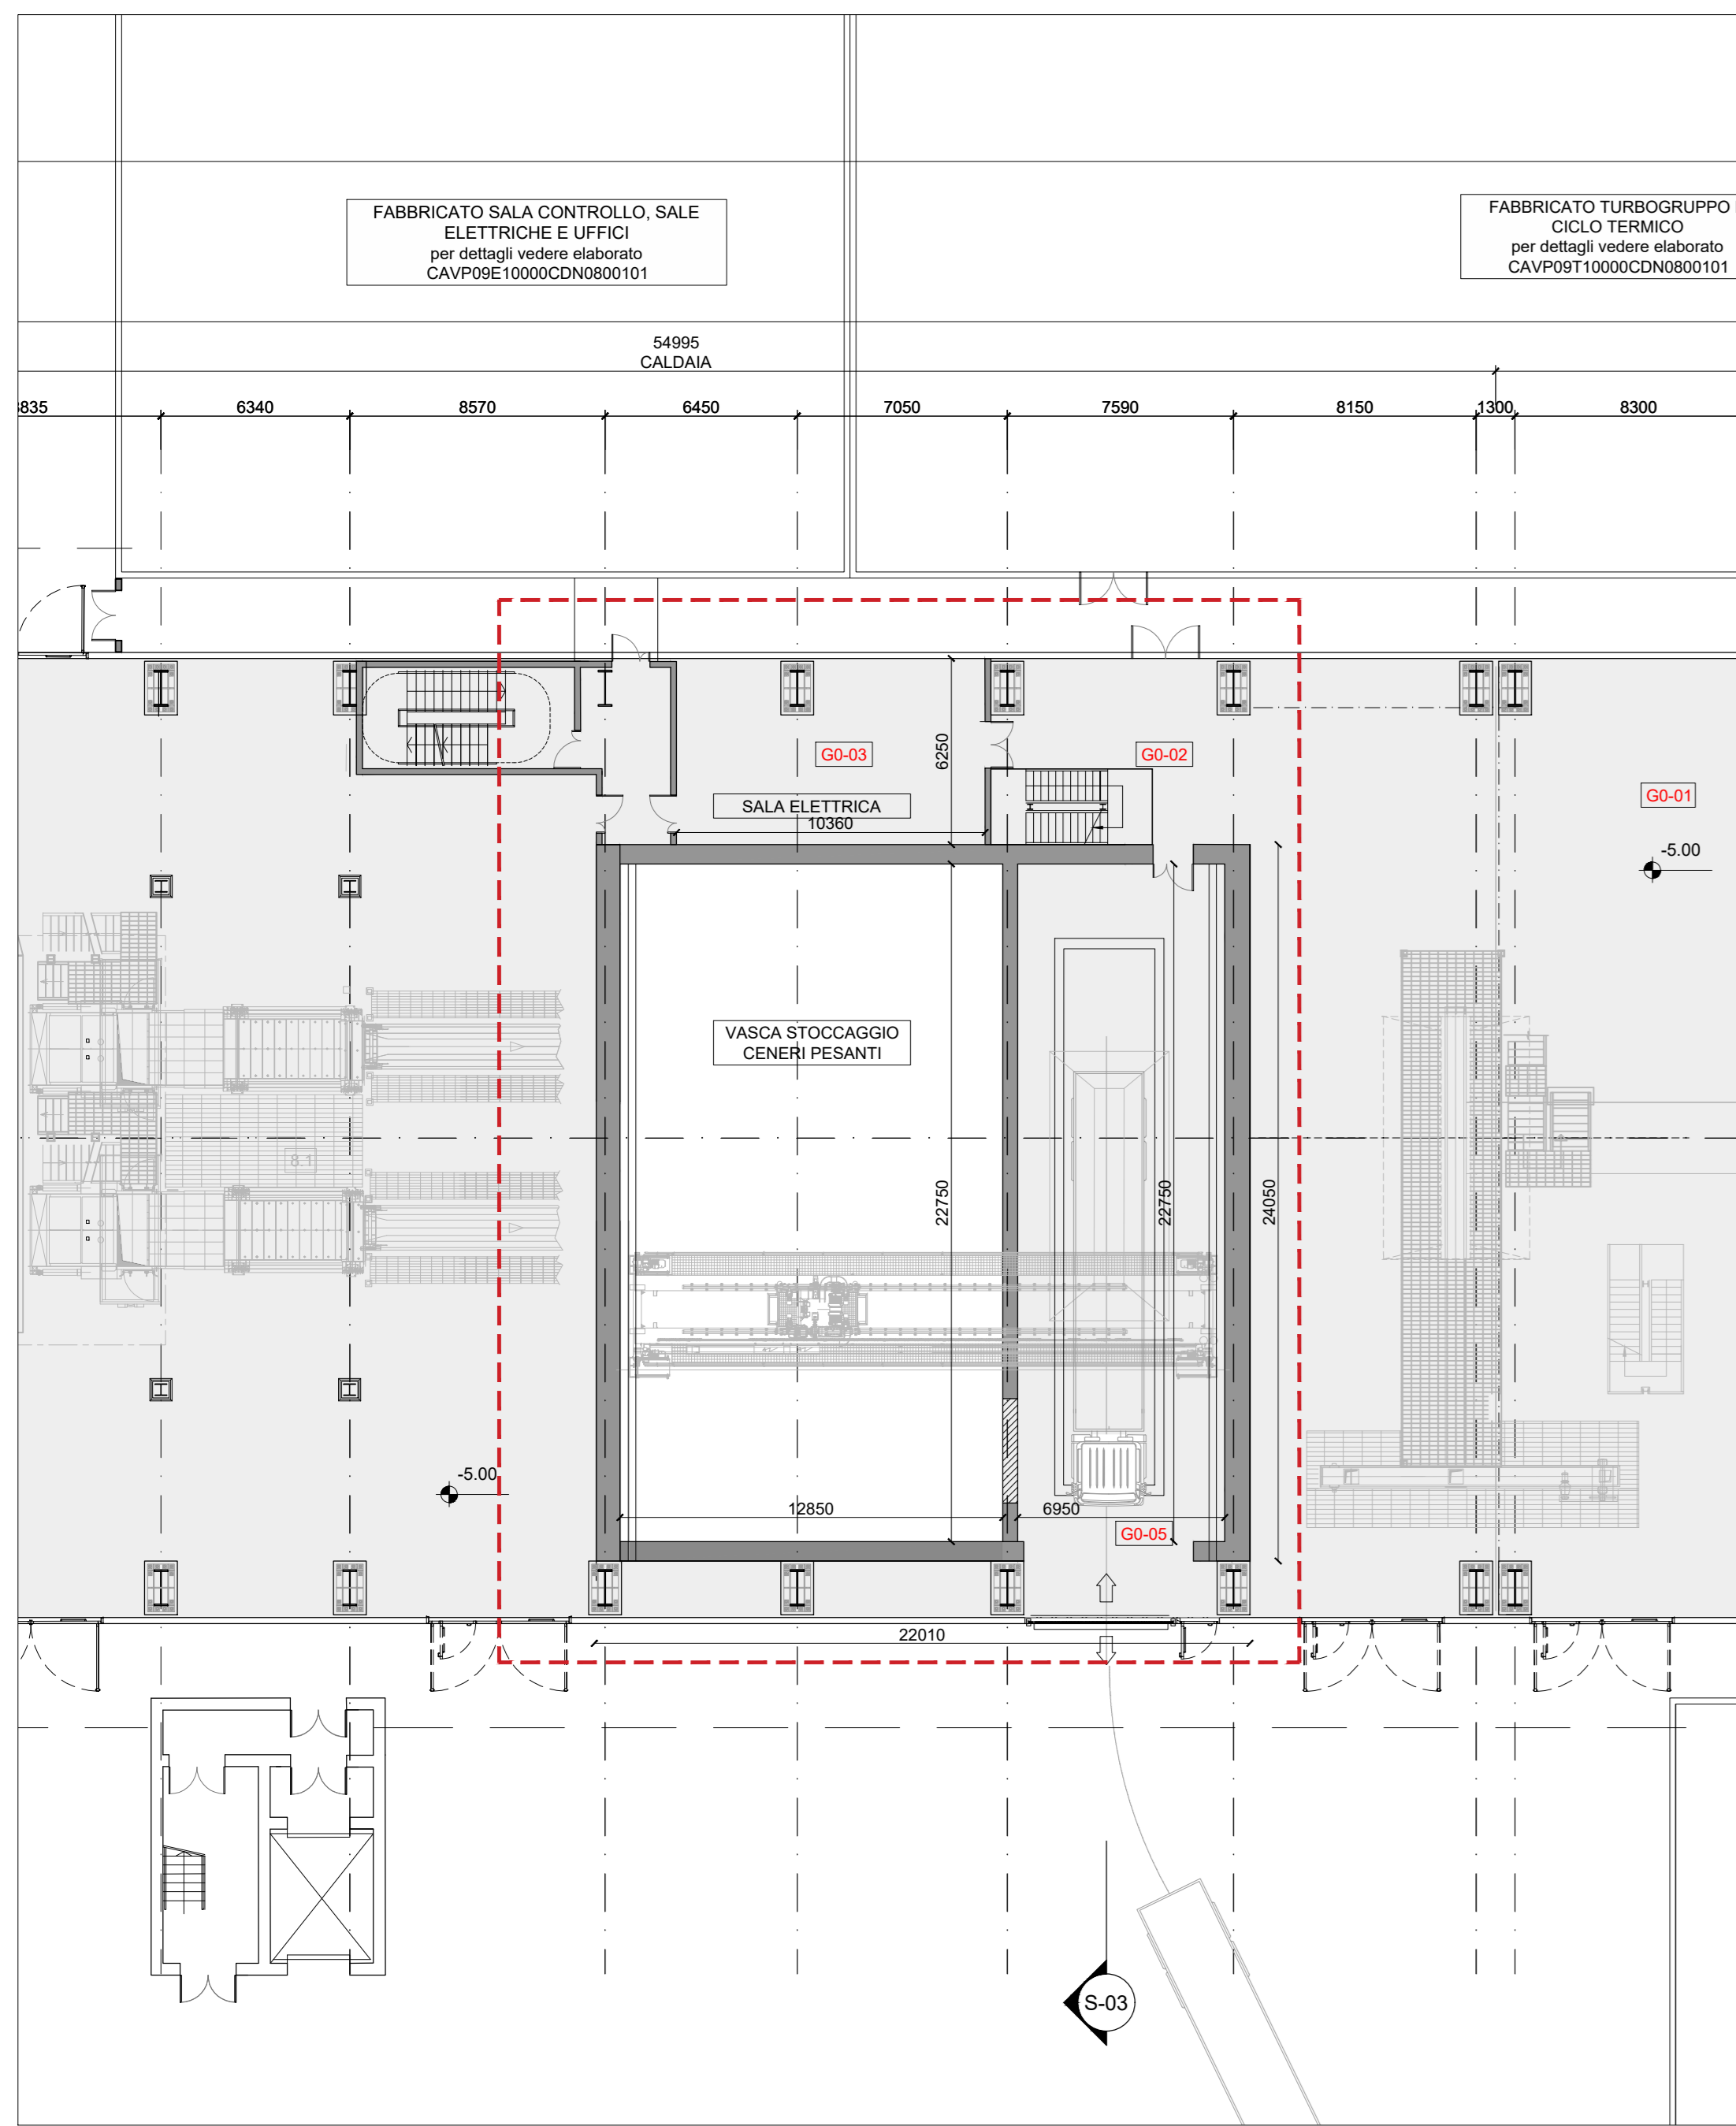 FABBRICATO SALA CONTROLLO, SALE
ELETTRICHE E UFFICI
per dettagli vedere elaborato
CAVP09E10000CDN0800101
FABBRICATO TURBOGRUPPO
CICLO TERMICO
per dettagli vedere elaborato
CAVP09T10000CDN0800101
54995
CALDAIA
3835
6340
8570
6450
7050
7590
8150
1300
8300
G0-03
6250
G0-02
SALA ELETTRICA
10360
G0-01
-5.00
VASCA STOCCAGGIO
CENERI PESANTI
8.1
22750
22750
24050
-5.00
12850
6950
G0-05
22010
S-03